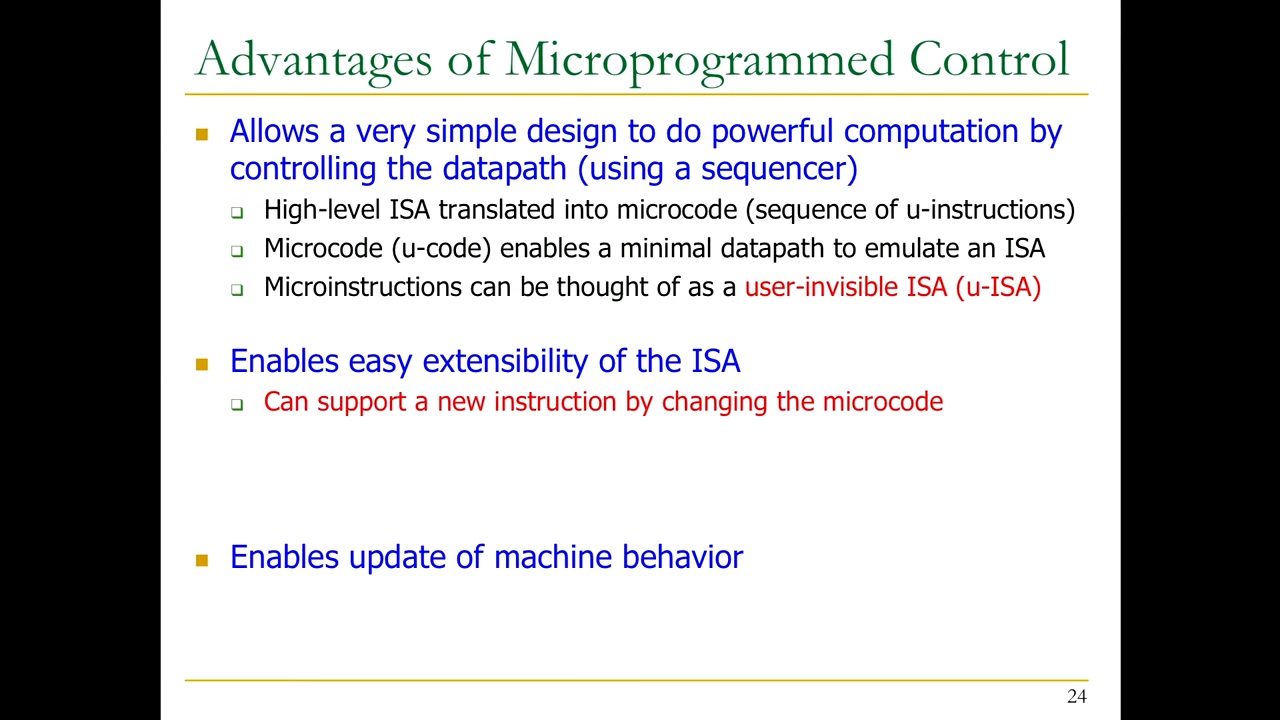 Advantages of Microprogrammed Control
Allows a very simple design to do powerful computation by
controlling the datapath (using a sequencer)
High-level ISA translated into microcode (sequence of u-instructions)
Microcode (u-code) enables a minimal datapath to emulate an ISA
Microinstructions can be thought of as a user-invisible ISA (u-ISA)
Enables easy extensibility of the ISA
Can support a new instruction by changing the microcode
Enables update of machine behavior
24